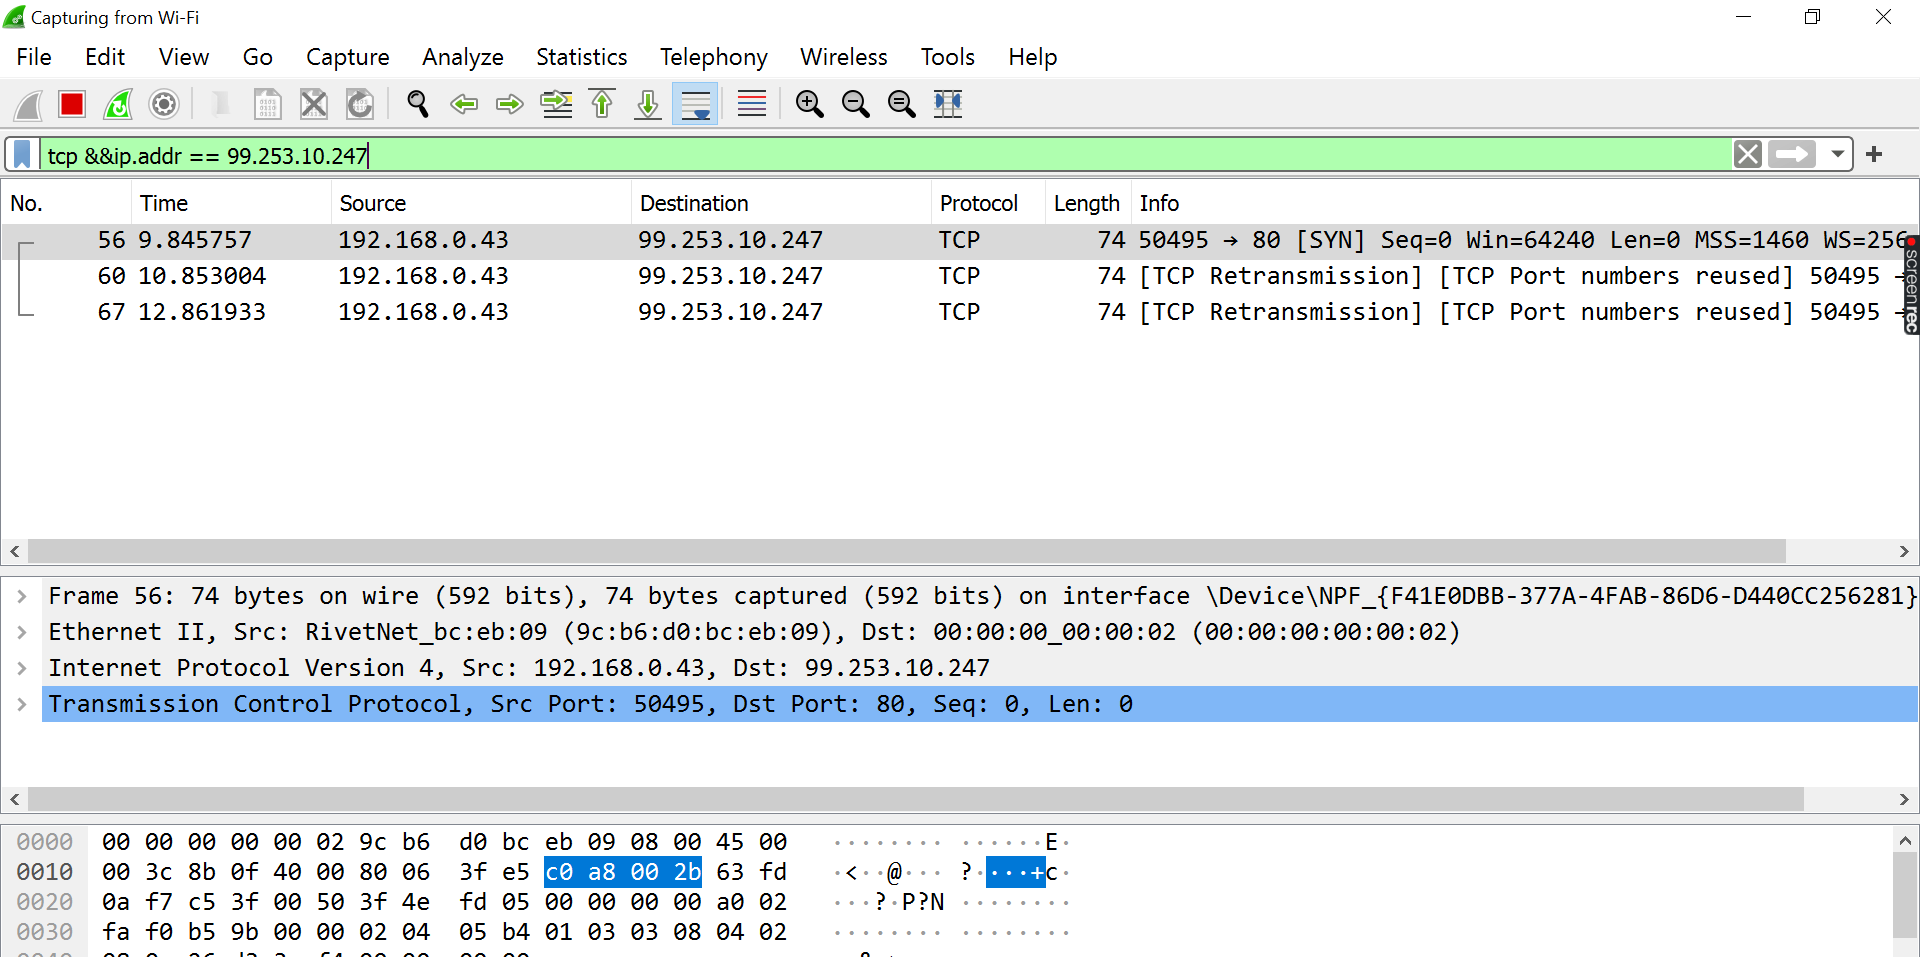 Capturing from Wi-Fi
File Edit View Go Capture Analyze Statistics Telephony Wireless Tools Help
tcp &&ip.addr == 99.253.10.247
No. Time Source Destination Protocol Length Info
56 9.845757 192.168.0.43 99.253.10.247 TCP 74 50495 → 80 [SYN] Seq=0 Win=64240 Len=0 MSS=1460 WS=256
60 10.853004 192.168.0.43 99.253.10.247 TCP 74 [TCP Retransmission] [TCP Port numbers reused] 50495
67 12.861933 192.168.0.43 99.253.10.247 TCP 74 [TCP Retransmission] [TCP Port numbers reused] 50495
screenrec
Frame 56: 74 bytes on wire (592 bits), 74 bytes captured (592 bits) on interface \Device\NPF_{F41E0DBB-377A-4FAB-86D6-D440CC256281}
Ethernet II, Src: RivetNet_bc:eb:09 (9c:b6:d0:bc:eb:09), Dst: 00:00:00_00:00:02 (00:00:00:00:00:02)
Internet Protocol Version 4, Src: 192.168.0.43, Dst: 99.253.10.247
Transmission Control Protocol, Src Port: 50495, Dst Port: 80, Seq: 0, Len: 0
0000 00 00 00 00 00 02 9c b6 d0 bc eb 09 08 00 45 00 ········ ······E·
0010 00 3c 8b 0f 40 00 80 06 3f e5 c0 a8 00 2b 63 fd ·<··@··· ?····+c·
0020 0a f7 c5 3f 00 50 3f 4e fd 05 00 00 00 00 a0 02 ···?·P?N ········
0030 fa f0 b5 9b 00 00 02 04 05 b4 01 03 03 08 04 02 ········ ········